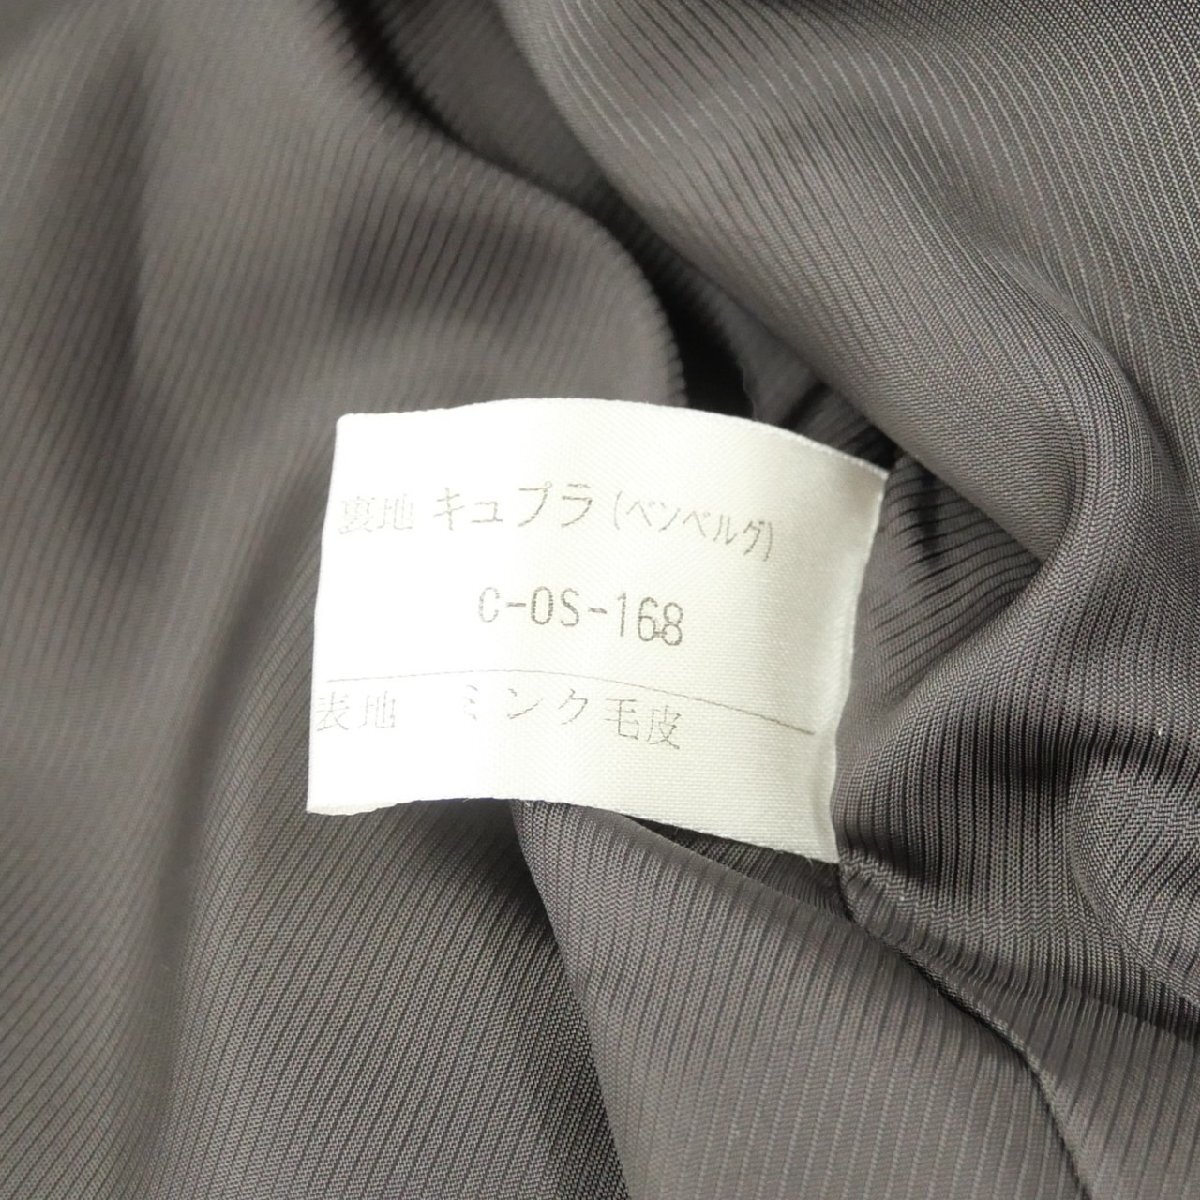 裏地 キュプラ(ベンベルグ)
C-OS-168
表地 ミンク毛皮